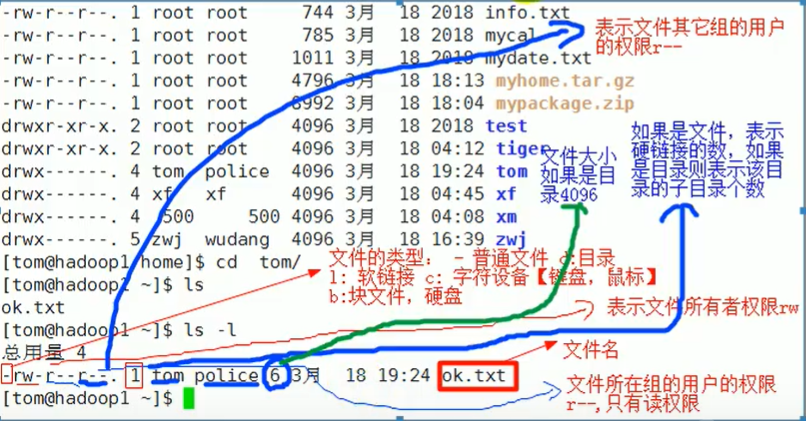 -rw-r--r--. 1 root root 744 3月 18 2018 info.txt
-rw-r--r--. 1 root root 785 3月 18 2018 mycal
-rw-r--r--. 1 root root 1011 3月 18 2018 mydate.txt
-rw-r--r--. 1 root root 4796 3月 18 18:13 myhome.tar.gz
-rw-r--r--. 1 root root 8992 3月 18 18:04 mypackage.zip
drwxr-xr-x. 2 root root 4096 3月 18 2018 test
drwxr-xr-x. 2 root root 4096 3月 18 04:12 tiger
drwx------. 4 tom police 4096 3月 18 19:24 tom
drwx------. 4 xf xf 4096 3月 18 04:45 xf
drwx------. 4 500 500 4096 3月 18 04:08 xm
drwx------. 5 zwj wudang 4096 3月 18 16:39 zwj
[tom@hadoop1 home]$ cd tom/
[tom@hadoop1 ~]$ ls
ok.txt
[tom@hadoop1 ~]$ ls -l
总用量 4
-rw-r--r--. 1 tom police 6 3月 18 19:24 ok.txt
[tom@hadoop1 ~]$
表示文件其它组的用户
的权限r--
文件大小
如果是目
录4096
如果是文件，表示
硬链接的数，如果
是目录则表示该目
录的子目录个数
文件的类型： - 普通文件 d:目录
l: 软链接 c: 字符设备【键盘，鼠标】
b:块文件，硬盘
表示文件所有者权限rw
文件名
文件所在组的用户的权限
r--,只有读权限